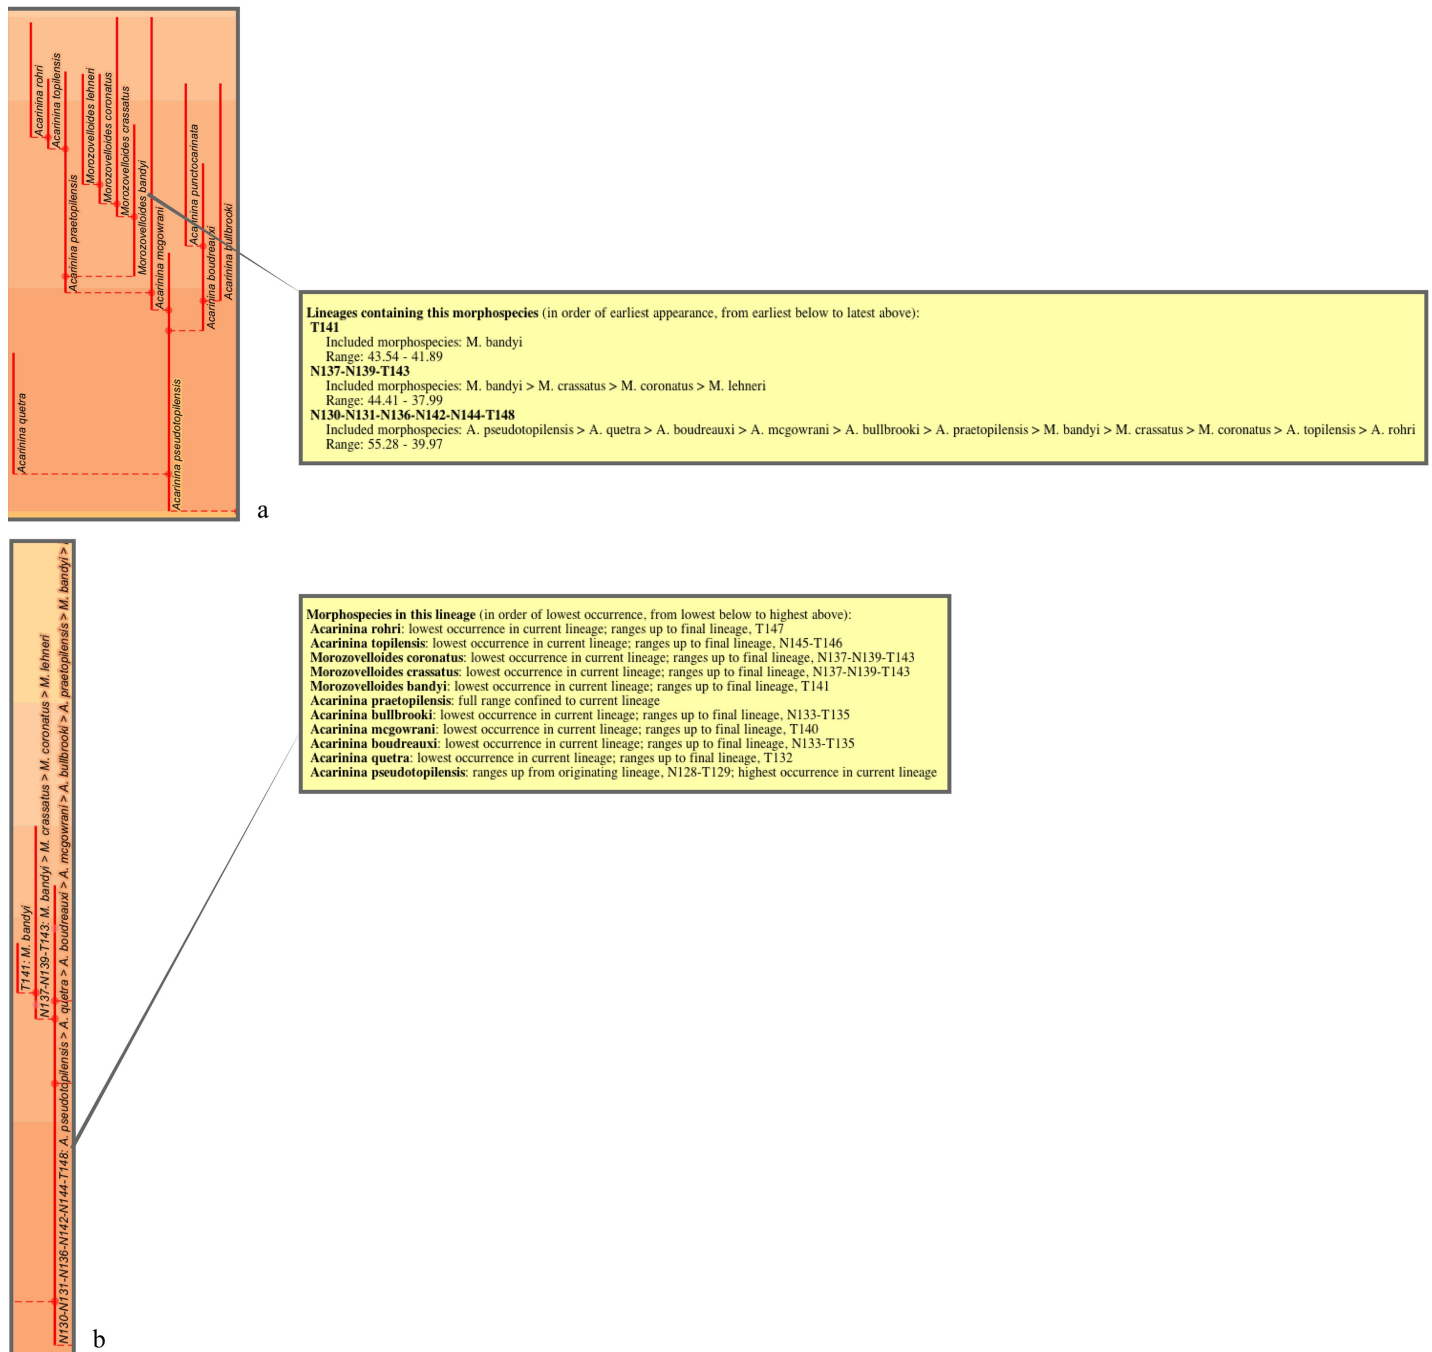 Acarinina rohri
Acarinina topilensis
Acarinina praetopilensis
Morozovelloides lehneri
Morozovelloides coronatus
Morozovelloides crassatus
Morozovelloides bandyi
Acarinina mcgowrani
Acarinina punctocarinata
Acarinina boudreauxi
Acarinina bullbrooki
Acarinina quetra
Acarinina pseudotopilensis
Lineages containing this morphospecies (in order of earliest appearance, from earliest below to latest above):
T141
Included morphospecies: M. bandyi
Range: 43.54 - 41.89
N137-N139-T143
Included morphospecies: M. bandyi > M. crassatus > M. coronatus > M. lehneri
Range: 44.41 - 37.99
N130-N131-N136-N142-N144-T148
Included morphospecies: A. pseudotopilensis > A. quetra > A. boudreauxi > A. mcgowrani > A. bullbrooki > A. praetopilensis > M. bandyi > M. crassatus > M. coronatus > A. topilensis > A. rohri
Range: 55.28 - 39.97
a
T141: M. bandyi
N137-N139-T143: M. bandyi > M. crassatus > M. coronatus > M. lehneri
N130-N131-N136-N142-N144-T148: A. pseudotopilensis > A. quetra > A. boudreauxi > A. mcgowrani > A. bullbrooki > A. praetopilensis > M. bandyi >
Morphospecies in this lineage (in order of lowest occurrence, from lowest below to highest above):
Acarinina rohri: lowest occurrence in current lineage; ranges up to final lineage, T147
Acarinina topilensis: lowest occurrence in current lineage; ranges up to final lineage, N145-T146
Morozovelloides coronatus: lowest occurrence in current lineage; ranges up to final lineage, N137-N139-T143
Morozovelloides crassatus: lowest occurrence in current lineage; ranges up to final lineage, N137-N139-T143
Morozovelloides bandyi: lowest occurrence in current lineage; ranges up to final lineage, T141
Acarinina praetopilensis: full range confined to current lineage
Acarinina bullbrooki: lowest occurrence in current lineage; ranges up to final lineage, N133-T135
Acarinina mcgowrani: lowest occurrence in current lineage; ranges up to final lineage, T140
Acarinina boudreauxi: lowest occurrence in current lineage; ranges up to final lineage, N133-T135
Acarinina quetra: lowest occurrence in current lineage; ranges up to final lineage, T132
Acarinina pseudotopilensis: ranges up from originating lineage, N128-T129; highest occurrence in current lineage
b